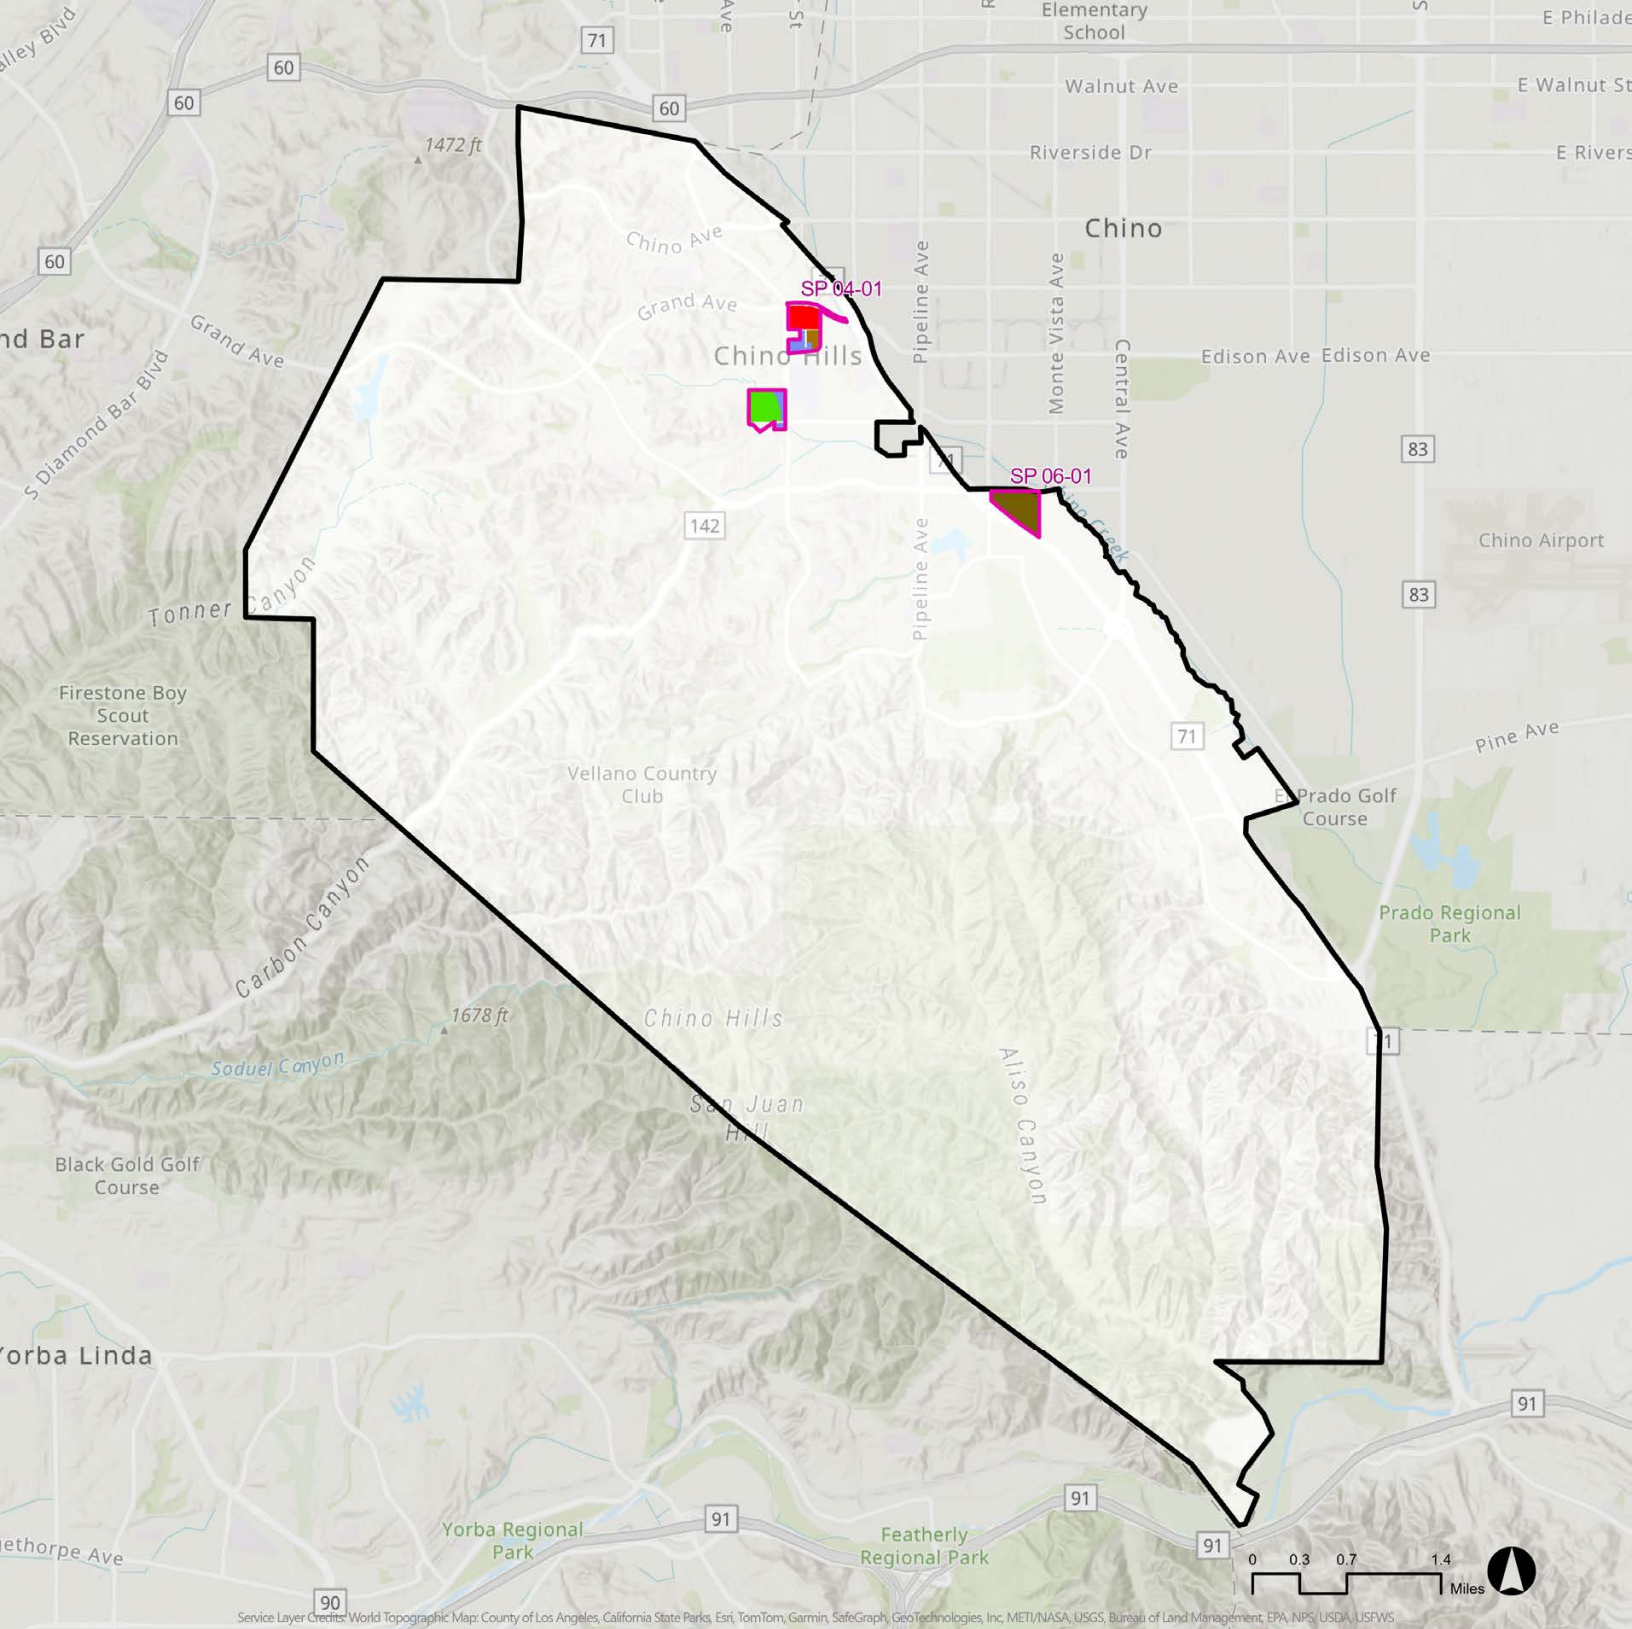 Elementary
School
E Philade
71
60
60
60
60
Walnut Ave
E Walnut St
1472 ft
Riverside Dr
E Rivers
Chino
Chino Ave
SP 04-01
Grand Ave
Grand Ave
nd Bar
Chino Hills
Pipeline Ave
Monte Vista Ave
Central Ave
Edison Ave
Edison Ave
S Diamond Bar Blvd
83
71
SP 06-01
142
Chino Airport
Pipeline Ave
83
Tonner Canyon
Firestone Boy
Scout
Reservation
71
Pine Ave
Vellano Country
Club
El Prado Golf
Course
Carbon Canyon
Prado Regional
Park
1678 ft
Chino Hills
Soduel Canyon
Aliso Canyon
San Juan
Hill
Black Gold Golf
Course
Yorba Linda
91
91
91
91
Yorba Regional
Park
Featherly
Regional Park
gethorpe Ave
90
0 0.3 0.7 1.4
Miles
Service Layer Credits: World Topographic Map: County of Los Angeles, California State Parks, Esri, TomTom, Garmin, SafeGraph, GeoTechnologies, Inc, METI/NASA, USGS, Bureau of Land Management, EPA, NPS, USDA, USFWS